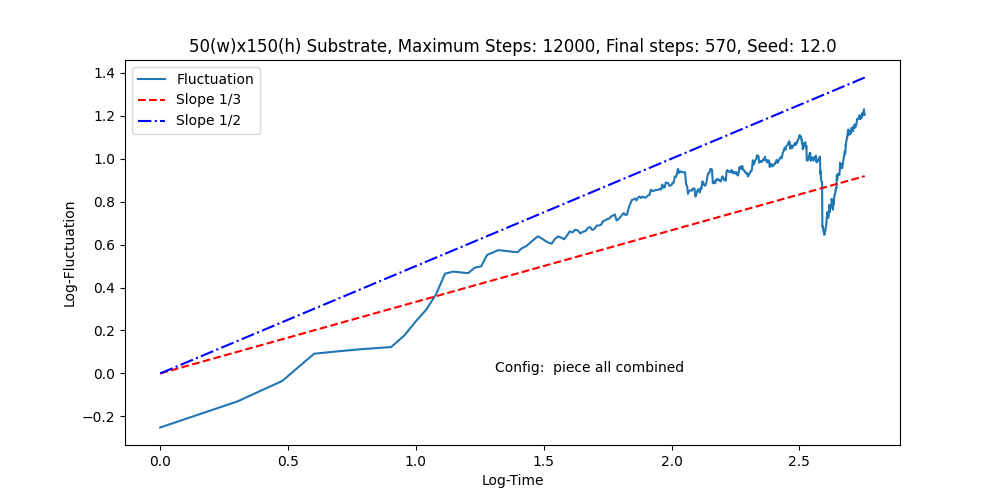 50(w)x150(h) Substrate, Maximum Steps: 12000, Final steps: 570, Seed: 12.0
Fluctuation
Slope 1/3
Slope 1/2
1.4
1.2
1.0
0.8
0.6
0.4
0.2
0.0
−0.2
Log-Fluctuation
Config:  piece all combined
0.0 0.5 1.0 1.5 2.0 2.5
Log-Time